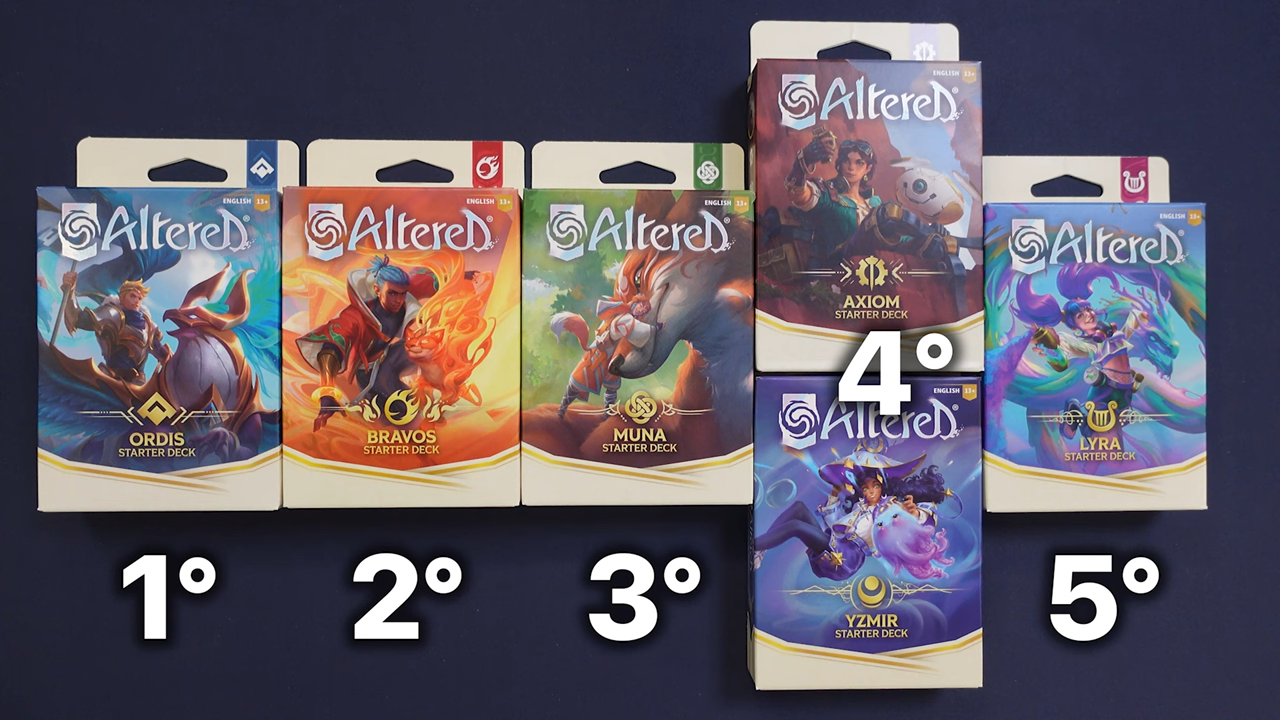 ENGLISH 13+
AltereD®
ORDIS
STARTER DECK
1°
ENGLISH 13+
AltereD®
BRAVOS
STARTER DECK
2°
ENGLISH 13+
AltereD®
MUNA
STARTER DECK
3°
ENGLISH 13+
AltereD®
AXIOM
STARTER DECK
4°
ENGLISH 13+
AltereD®
YZMIR
STARTER DECK
ENGLISH 13+
AltereD®
LYRA
STARTER DECK
5°